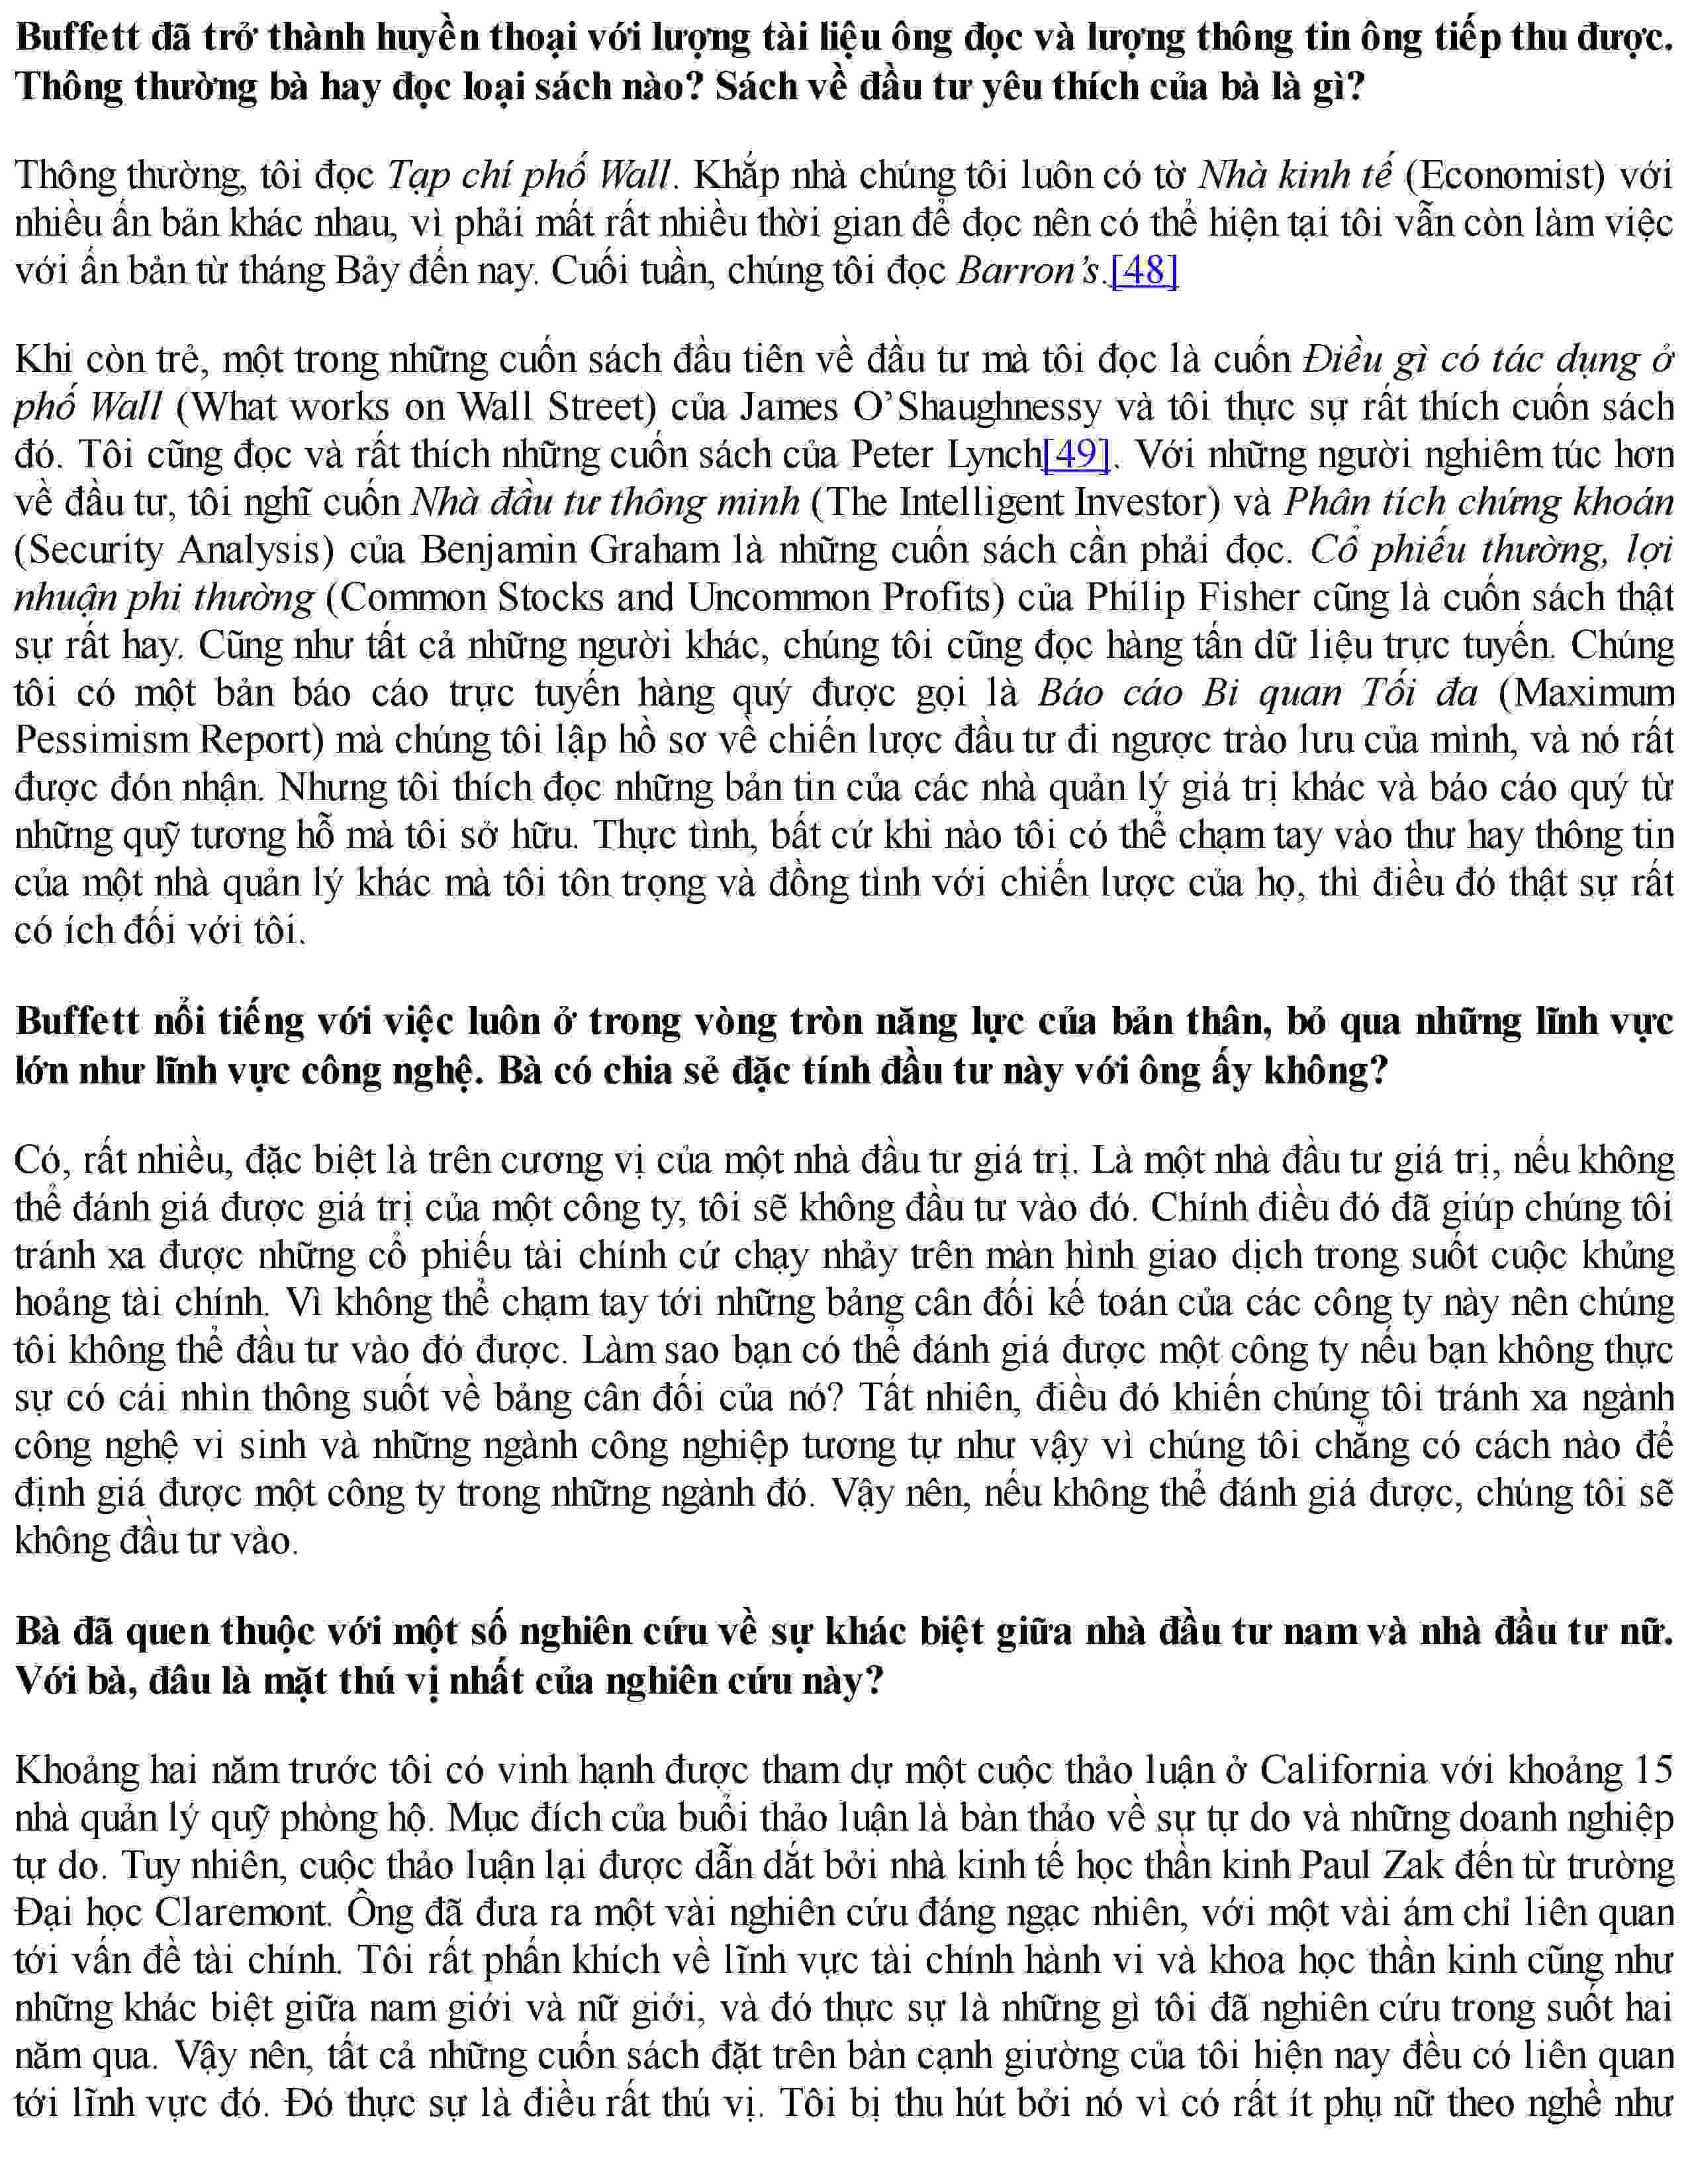 Buffett đã trở thành huyền thoại với lượng tài liệu ông đọc và lượng thông tin ông tiếp thu được.
Thông thường bà hay đọc loại sách nào? Sách về đầu tư yêu thích của bà là gì?
Thông thường, tôi đọc Tạp chí phố Wall. Khắp nhà chúng tôi luôn có tờ Nhà kinh tế (Economist) với
nhiều ấn bản khác nhau, vì phải mất rất nhiều thời gian để đọc nên có thể hiện tại tôi vẫn còn làm việc
với ấn bản từ tháng Bảy đến nay. Cuối tuần, chúng tôi đọc Barron’s.[48]
Khi còn trẻ, một trong những cuốn sách đầu tiên về đầu tư mà tôi đọc là cuốn Điều gì có tác dụng ở
phố Wall (What works on Wall Street) của James O’Shaughnessy và tôi thực sự rất thích cuốn sách
đó. Tôi cũng đọc và rất thích những cuốn sách của Peter Lynch[49]. Với những người nghiêm túc hơn
về đầu tư, tôi nghĩ cuốn Nhà đầu tư thông minh (The Intelligent Investor) và Phân tích chứng khoán
(Security Analysis) của Benjamin Graham là những cuốn sách cần phải đọc. Cổ phiếu thường, lợi
nhuận phi thường (Common Stocks and Uncommon Profits) của Philip Fisher cũng là cuốn sách thật
sự rất hay. Cũng như tất cả những người khác, chúng tôi cũng đọc hàng tấn dữ liệu trực tuyến. Chúng
tôi có một bản báo cáo trực tuyến hàng quý được gọi là Báo cáo Bi quan Tối đa (Maximum
Pessimism Report) mà chúng tôi lập hồ sơ về chiến lược đầu tư đi ngược trào lưu của mình, và nó rất
được đón nhận. Nhưng tôi thích đọc những bản tin của các nhà quản lý giá trị khác và báo cáo quý từ
những quỹ tương hỗ mà tôi sở hữu. Thực tình, bất cứ khi nào tôi có thể chạm tay vào thư hay thông tin
của một nhà quản lý khác mà tôi tôn trọng và đồng tình với chiến lược của họ, thì điều đó thật sự rất
có ích đối với tôi.
Buffett nổi tiếng với việc luôn ở trong vòng tròn năng lực của bản thân, bỏ qua những lĩnh vực
lớn như lĩnh vực công nghệ. Bà có chia sẻ đặc tính đầu tư này với ông ấy không?
Có, rất nhiều, đặc biệt là trên cương vị của một nhà đầu tư giá trị. Là một nhà đầu tư giá trị, nếu không
thể đánh giá được giá trị của một công ty, tôi sẽ không đầu tư vào đó. Chính điều đó đã giúp chúng tôi
tránh xa được những cổ phiếu tài chính cứ chạy nhảy trên màn hình giao dịch trong suốt cuộc khủng
hoảng tài chính. Vì không thể chạm tay tới những bảng cân đối kế toán của các công ty này nên chúng
tôi không thể đầu tư vào đó được. Làm sao bạn có thể đánh giá được một công ty nếu bạn không thực
sự có cái nhìn thông suốt về bảng cân đối của nó? Tất nhiên, điều đó khiến chúng tôi tránh xa ngành
công nghệ vi sinh và những ngành công nghiệp tương tự như vậy vì chúng tôi chẳng có cách nào để
định giá được một công ty trong những ngành đó. Vậy nên, nếu không thể đánh giá được, chúng tôi sẽ
không đầu tư vào.
Bà đã quen thuộc với một số nghiên cứu về sự khác biệt giữa nhà đầu tư nam và nhà đầu tư nữ.
Với bà, đâu là mặt thú vị nhất của nghiên cứu này?
Khoảng hai năm trước tôi có vinh hạnh được tham dự một cuộc thảo luận ở California với khoảng 15
nhà quản lý quỹ phòng hộ. Mục đích của buổi thảo luận là bàn thảo về sự tự do và những doanh nghiệp
tự do. Tuy nhiên, cuộc thảo luận lại được dẫn dắt bởi nhà kinh tế học thần kinh Paul Zak đến từ trường
Đại học Claremont. Ông đã đưa ra một vài nghiên cứu đáng ngạc nhiên, với một vài ám chỉ liên quan
tới vấn đề tài chính. Tôi rất phấn khích về lĩnh vực tài chính hành vi và khoa học thần kinh cũng như
những khác biệt giữa nam giới và nữ giới, và đó thực sự là những gì tôi đã nghiên cứu trong suốt hai
năm qua. Vậy nên, tất cả những cuốn sách đặt trên bàn cạnh giường của tôi hiện nay đều có liên quan
tới lĩnh vực đó. Đó thực sự là điều rất thú vị. Tôi bị thu hút bởi nó vì có rất ít phụ nữ theo nghề như